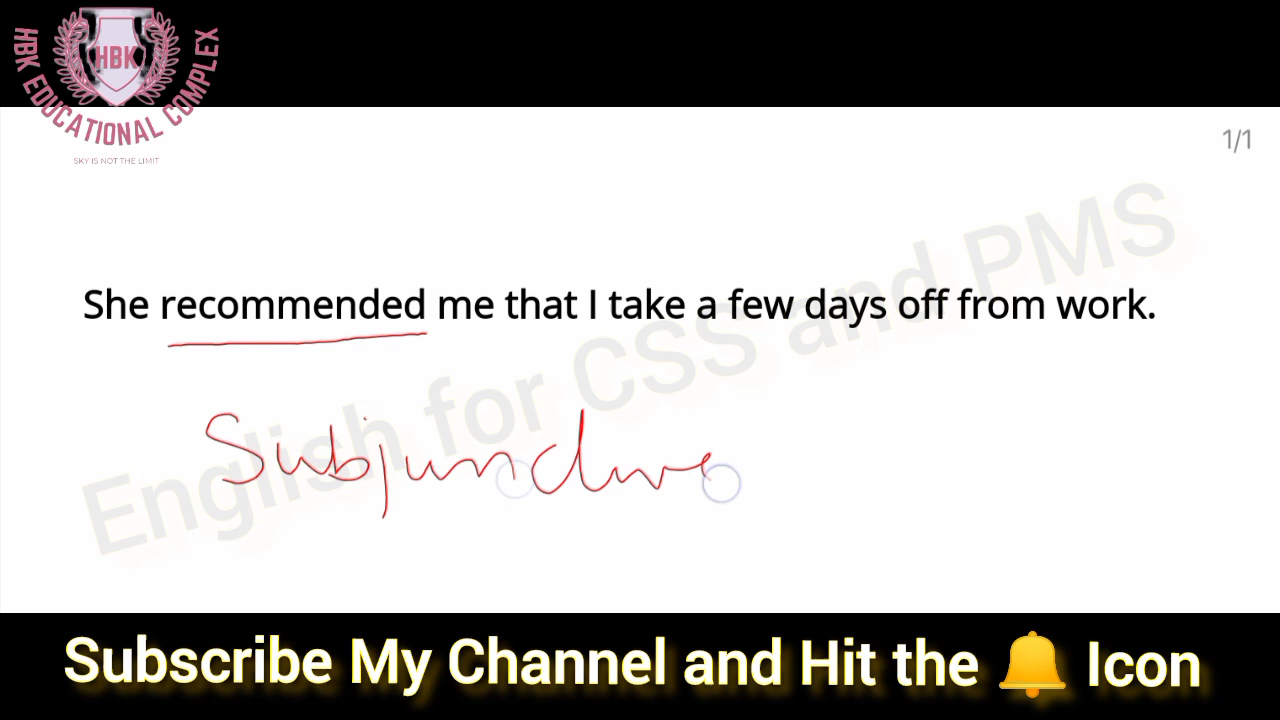 HBK
HBK EDUCATIONAL COMPLEX
SKY IS NOT THE LIMIT
1/1
English for CSS and PMS
She recommended me that I take a few days off from work.
Subjunctive
Subscribe My Channel and Hit the 🔔 Icon